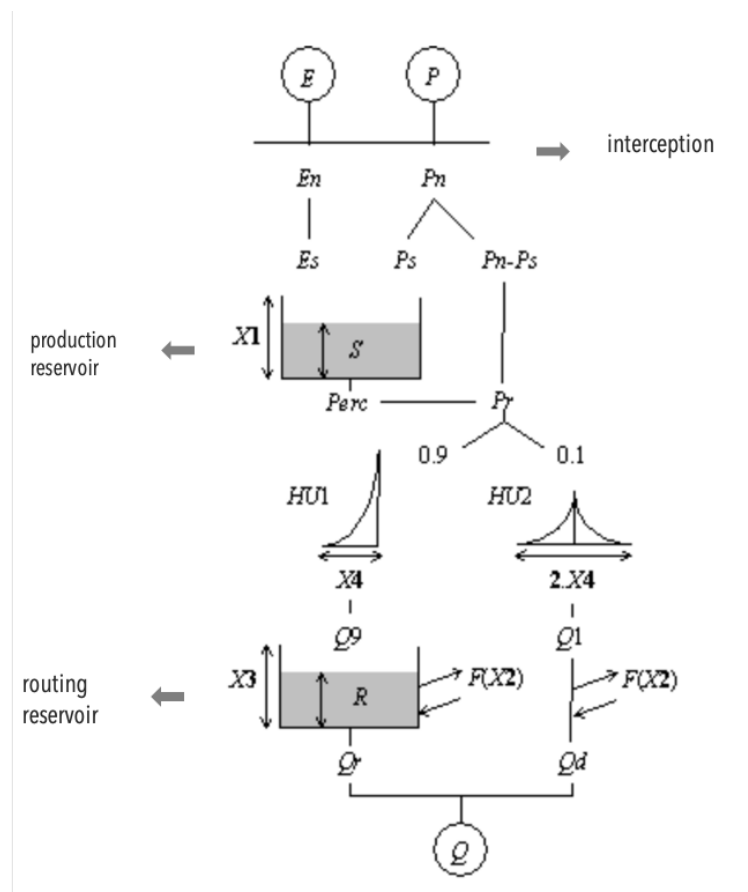 E P
interception
En Pn
Es Ps Pn-Ps
X1 S
production
reservoir
Perc Pr
0.9 0.1
HU1 HU2
X4 2.X4
Q9 Q1
X3 R F(X2) F(X2)
routing
reservoir
Qr Qd
Q